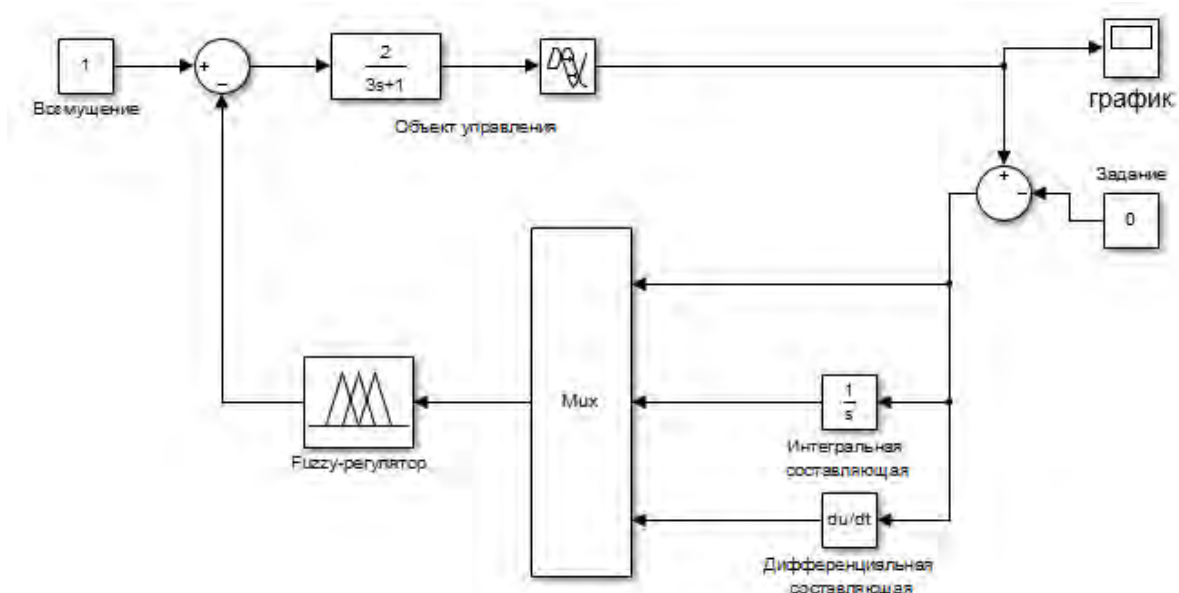 1
Возмущение
+
−
2
3s+1
Объект управления
график
+
−
Задание
0
Mux
Fuzzy-регулятор
1
s
Интегральная
составляющая
du/dt
Дифференциальная
составляющая